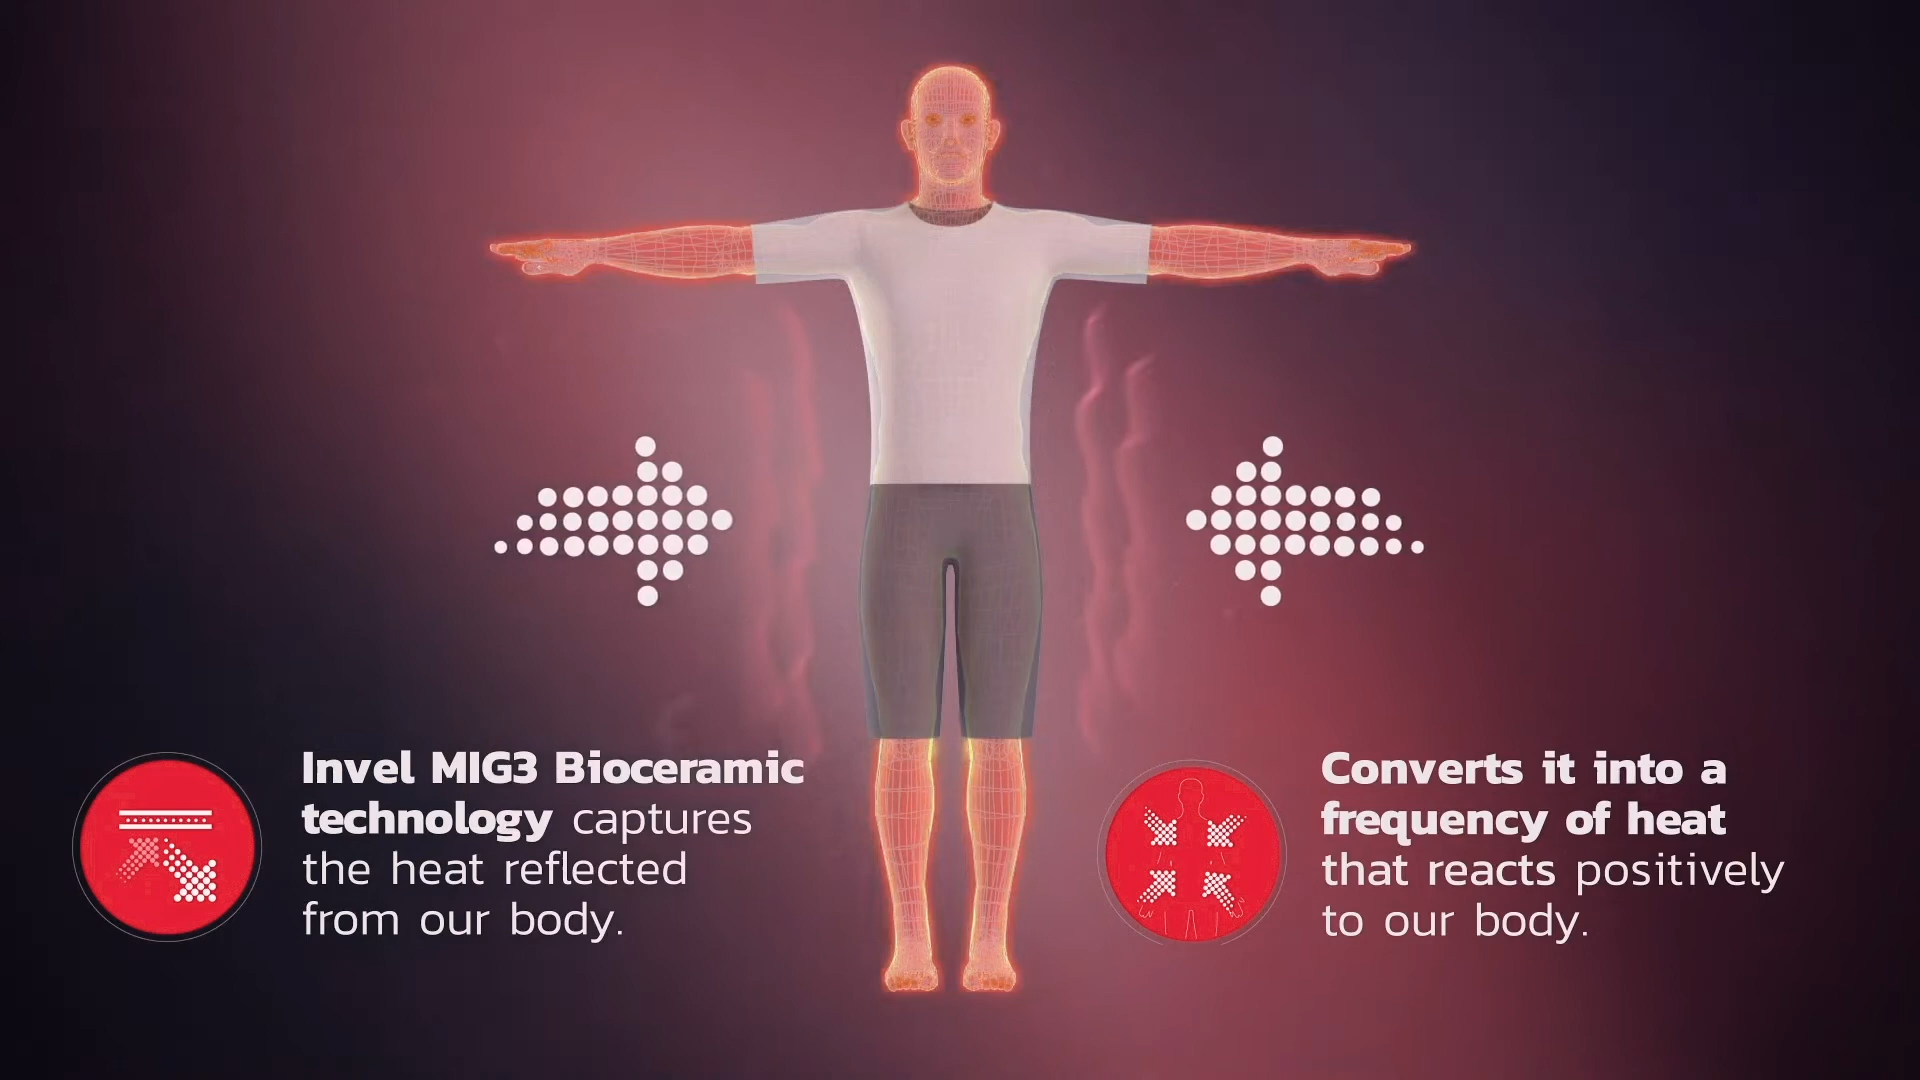 Invel MIG3 Bioceramic
technology captures
the heat reflected
from our body.
Converts it into a
frequency of heat
that reacts positively
to our body.